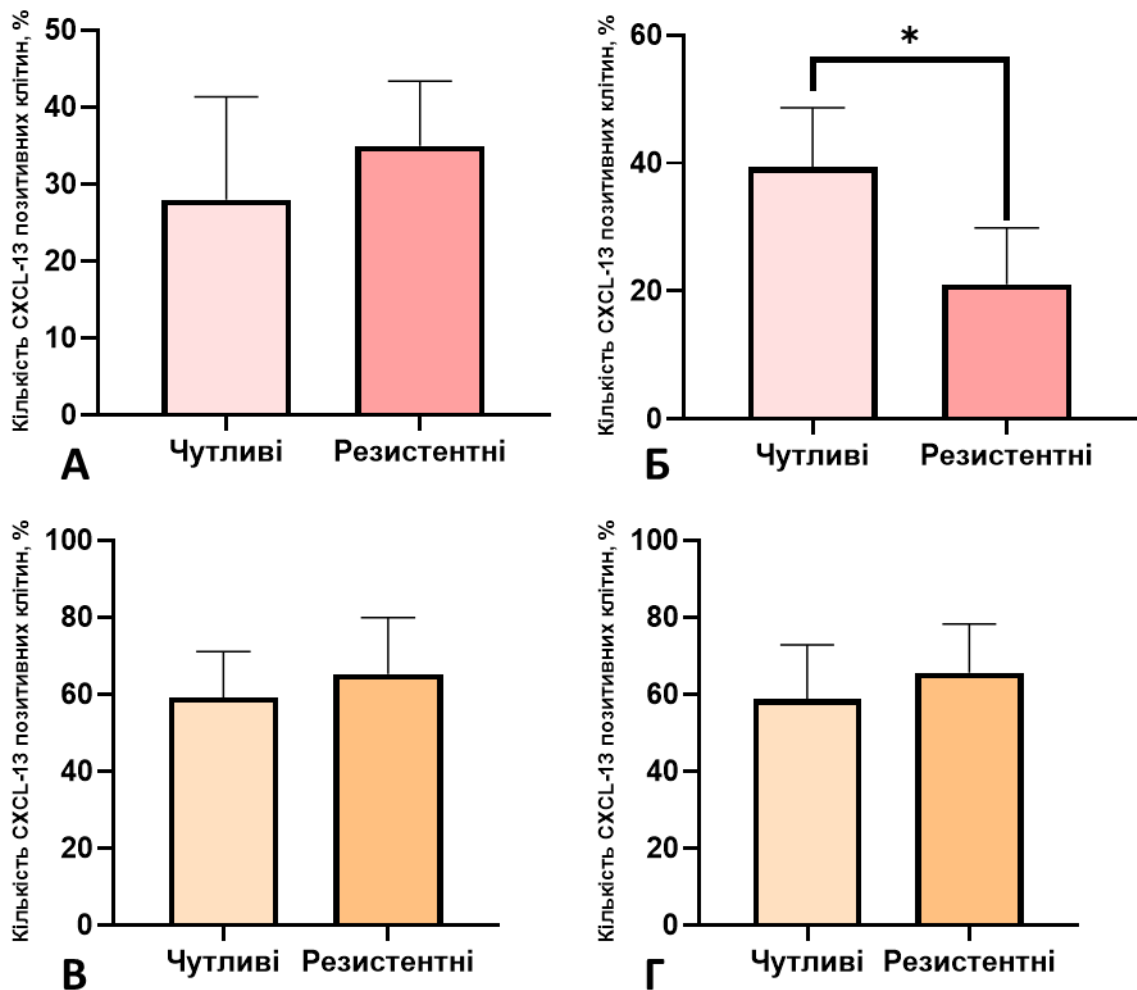 Кількість CXCL-13 позитивних клітин, %
50
40
30
20
10
0
Чутливі
Резистентні
А
Кількість CXCL-13 позитивних клітин, %
60
40
20
0
*
Чутливі
Резистентні
Б
Кількість CXCL-13 позитивних клітин, %
100
80
60
40
20
0
Чутливі
Резистентні
В
Кількість CXCL-13 позитивних клітин, %
100
80
60
40
20
0
Чутливі
Резистентні
Г